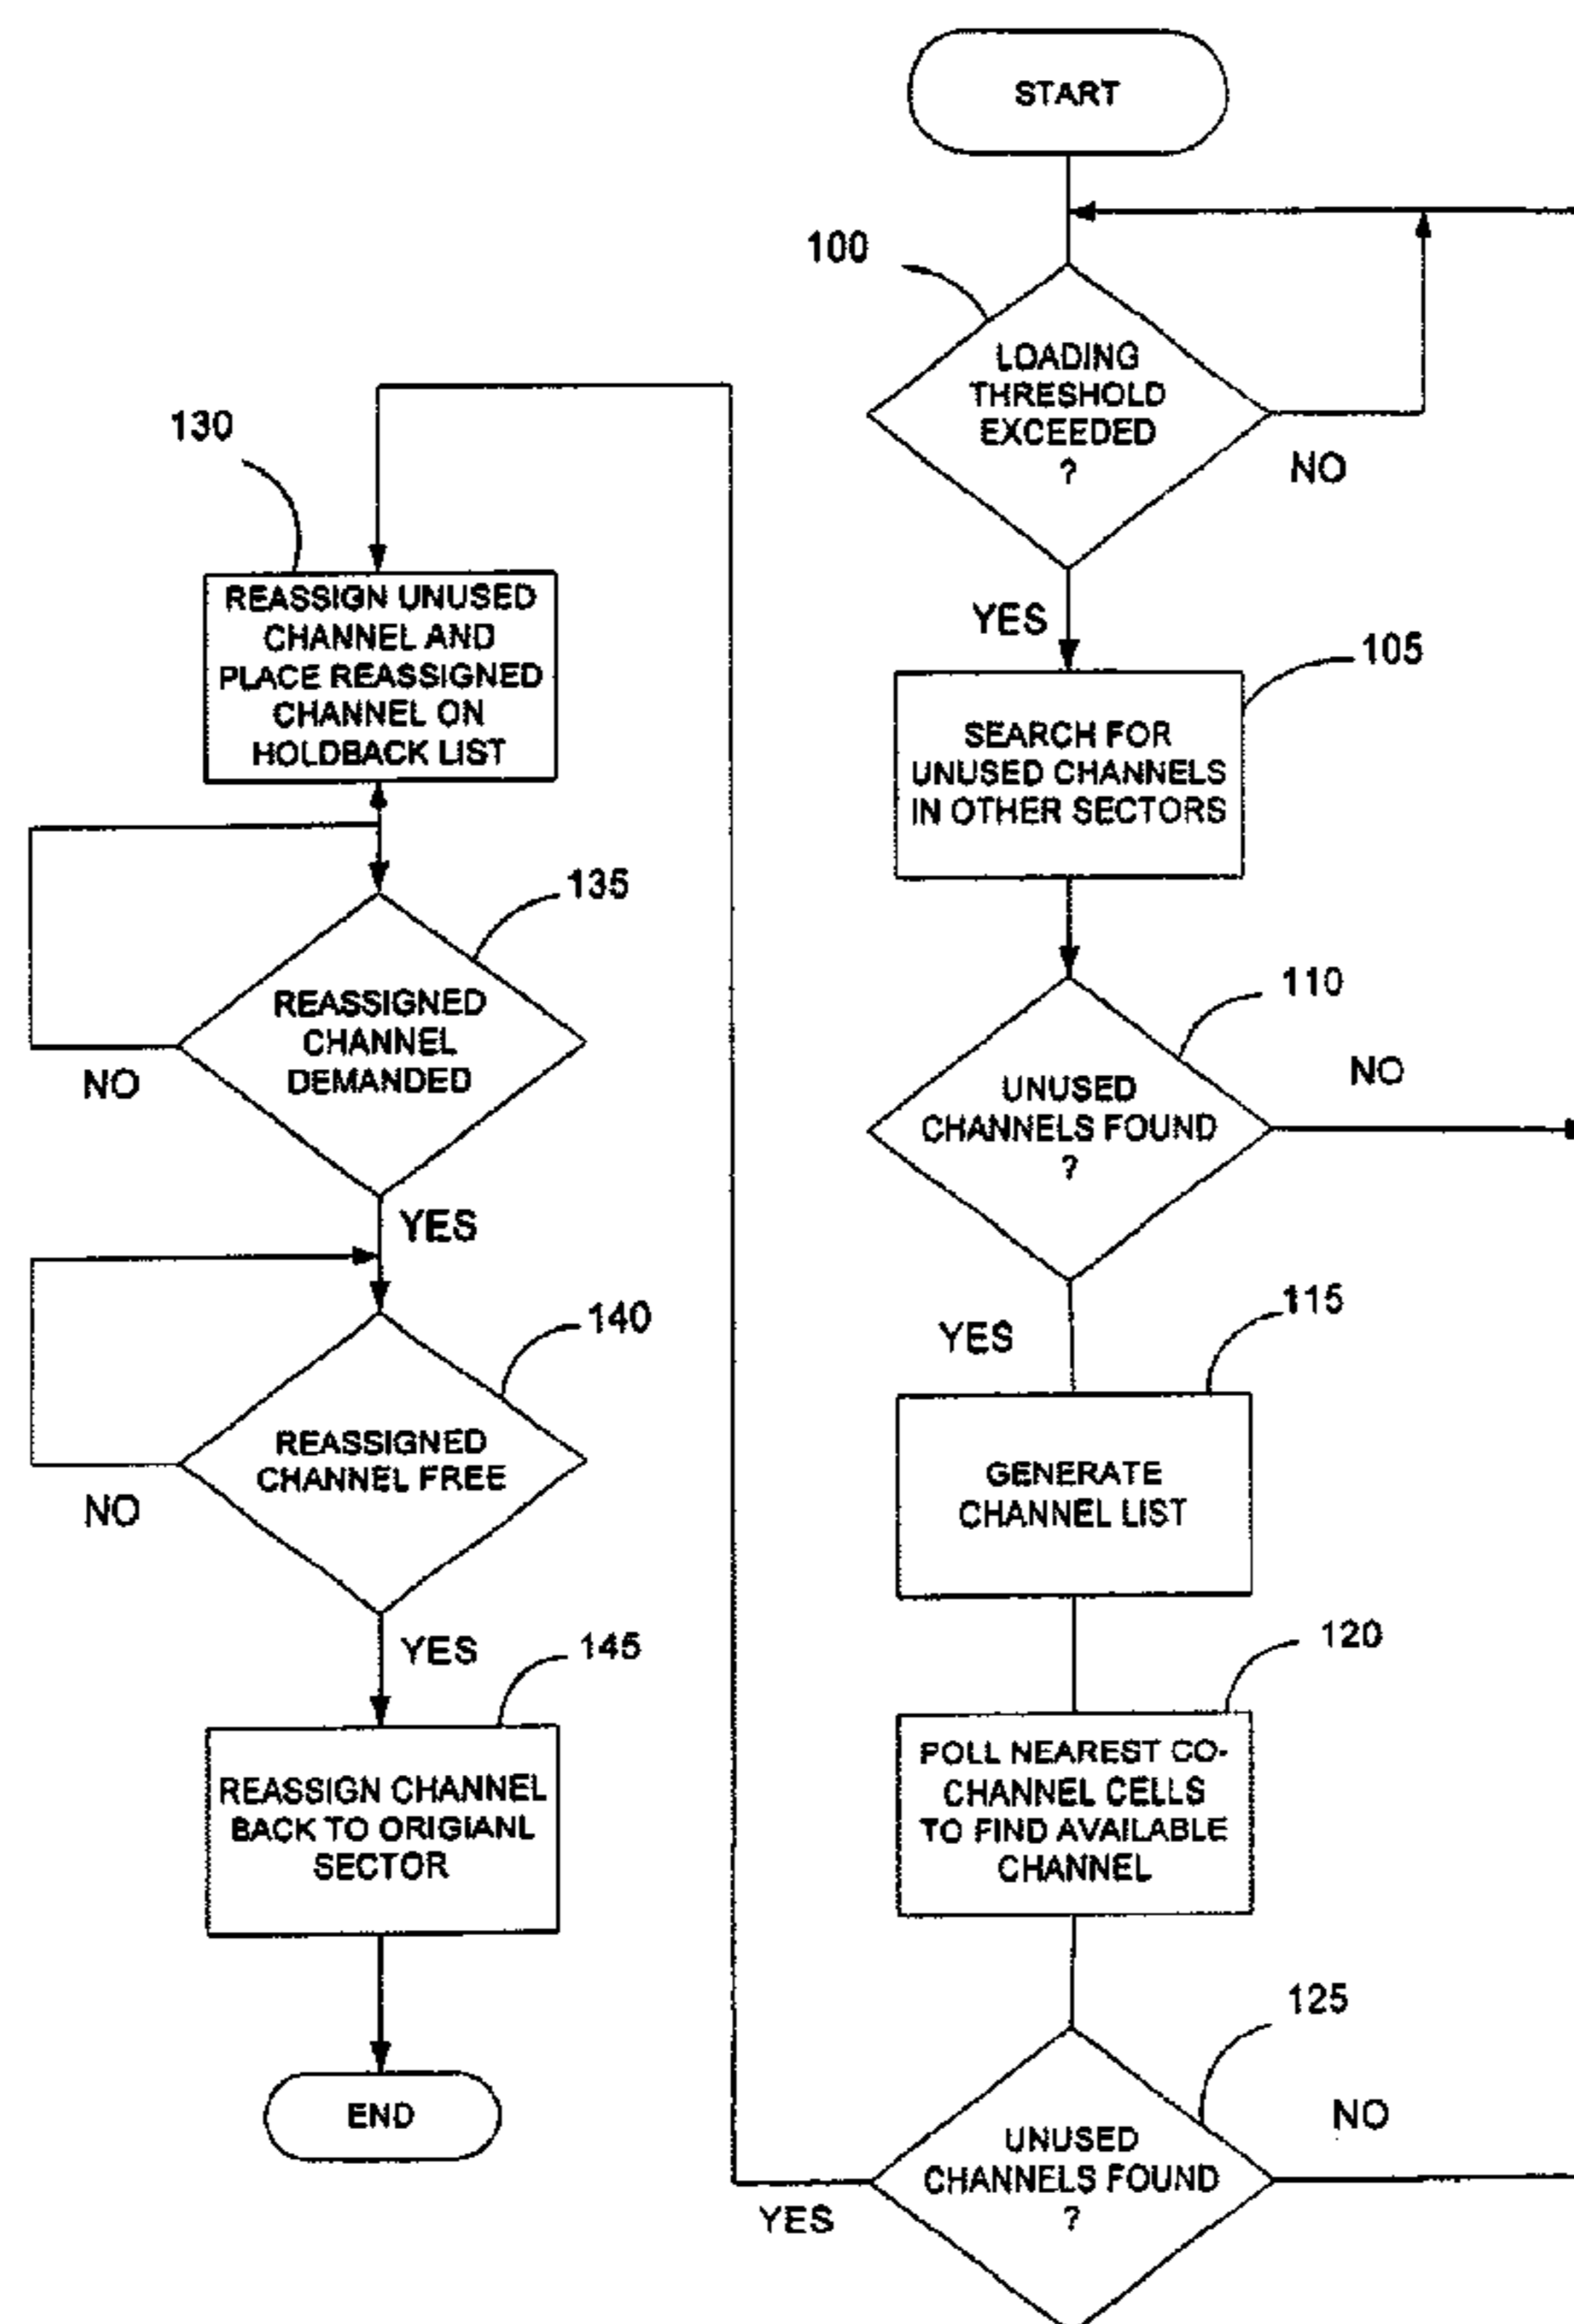 START
100
LOADING
THRESHOLD
EXCEEDED
?
NO
YES
105
SEARCH FOR
UNUSED CHANNELS
IN OTHER SECTORS
110
UNUSED
CHANNELS FOUND
?
NO
YES
115
GENERATE
CHANNEL LIST
120
POLL NEAREST CO-
CHANNEL CELLS
TO FIND AVAILABLE
CHANNEL
125
UNUSED
CHANNELS FOUND
?
NO
YES
130
REASSIGN UNUSED
CHANNEL AND
PLACE REASSIGNED
CHANNEL ON
HOLDBACK LIST
135
REASSIGNED
CHANNEL
DEMANDED
NO
YES
140
REASSIGNED
CHANNEL FREE
NO
YES
145
REASSIGN CHANNEL
BACK TO ORIGIANL
SECTOR
END